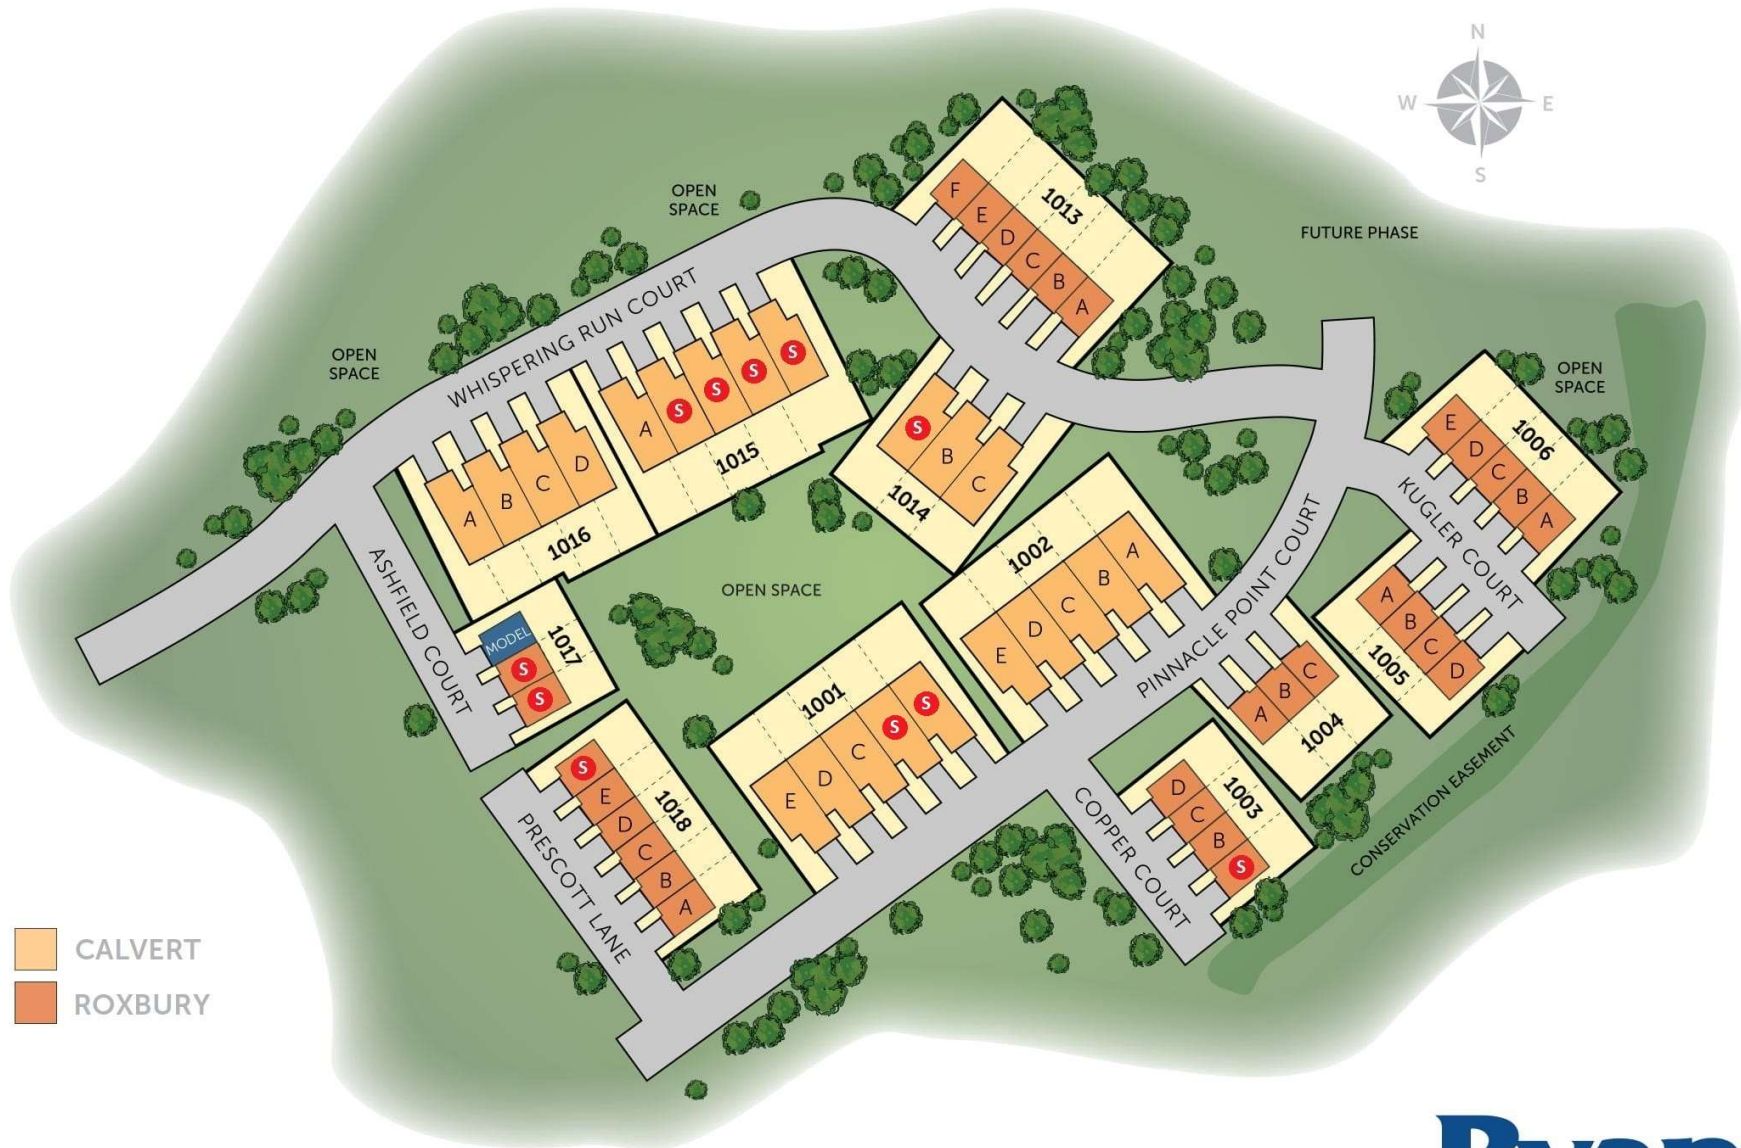 N
W
E
S
OPEN
SPACE
OPEN
SPACE
OPEN
SPACE
FUTURE PHASE
WHISPERING RUN COURT
F
E
D
C
B
A
1013
A
S
S
S
S
1015
A
B
C
D
1016
S
B
C
1014
E
D
C
B
A
1006
KUGLER COURT
A
B
C
D
1005
1002
A
B
C
D
E
PINNACLE POINT COURT
OPEN SPACE
ASHFIELD COURT
MODEL
S
S
1017
1001
S
S
C
D
E
A
B
C
1004
S
E
D
C
B
A
1018
PRESCOTT LANE
D
C
B
S
1003
COPPER COURT
CONSERVATION EASEMENT
CALVERT
ROXBURY